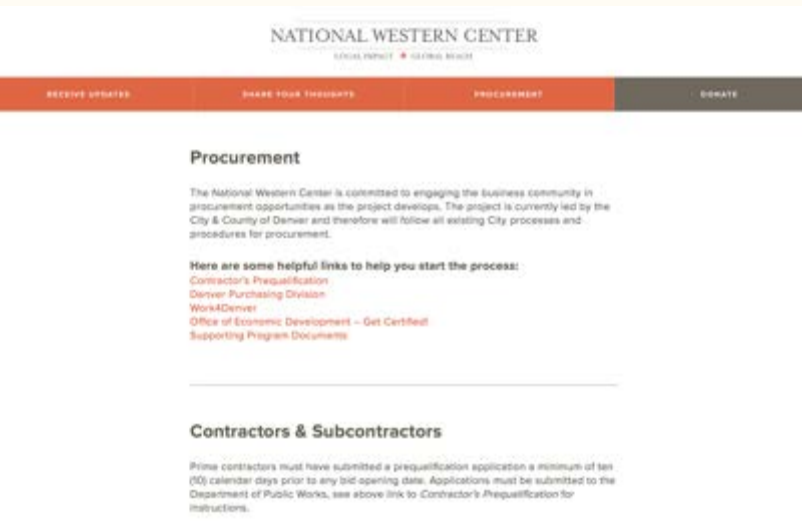 NATIONAL WESTERN CENTER
LOCAL IMPACT ★ GLOBAL REACH
RECEIVE UPDATES
SHARE YOUR THOUGHTS
PROCUREMENT
DONATE
Procurement
The National Western Center is committed to engaging the business community in
procurement opportunities as the project develops. The project is currently led by the
City & County of Denver and therefore will follow all existing City processes and
procedures for procurement.
Here are some helpful links to help you start the process:
Contractor's Prequalification
Denver Purchasing Division
Work4Denver
Office of Economic Development – Get Certified!
Supporting Program Documents
Contractors & Subcontractors
Prime contractors must have submitted a prequalification application a minimum of ten
(10) calendar days prior to any bid opening date. Applications must be submitted to the
Department of Public Works, see above link to Contractor's Prequalification for
instructions.